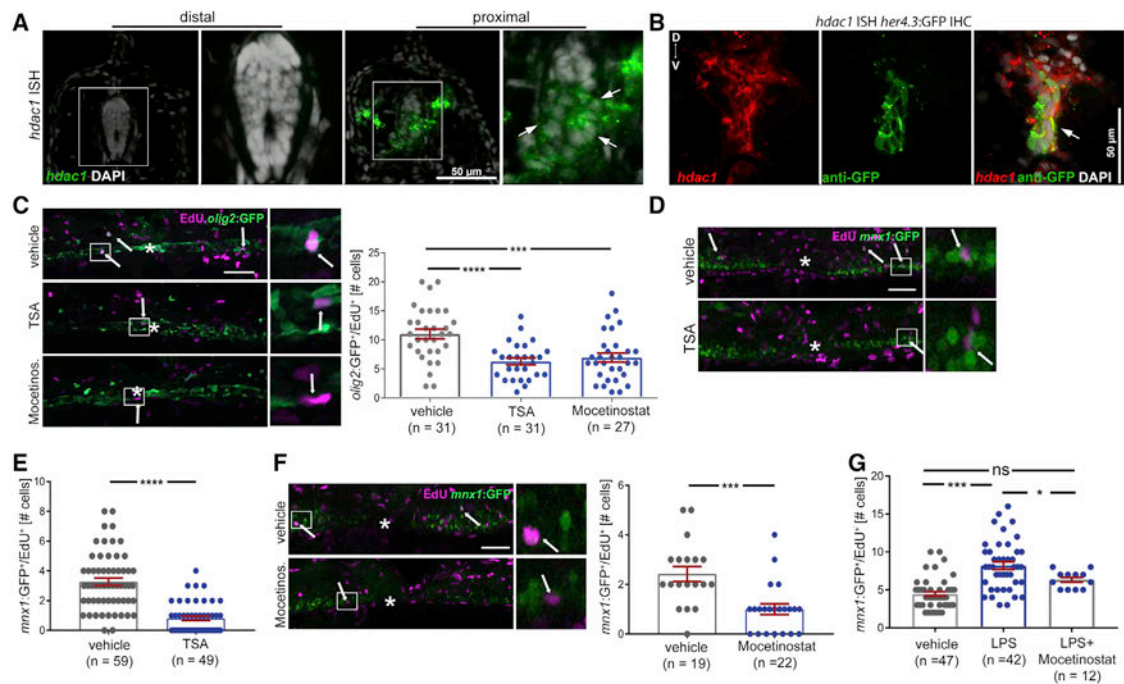 A
distal
proximal
hdac1 ISH
hdac1 DAPI
50 µm
B
hdac1 ISH her4.3:GFP IHC
D
V
hdac1
anti-GFP
hdac1 anti-GFP DAPI
50 µm
C
EdU olig2:GFP
vehicle
*
TSA
*
Mocetinos.
*
olig2:GFP+/EdU+ [# cells]
25
20
15
10
5
0
***
****
vehicle
(n = 31)
TSA
(n = 31)
Mocetinostat
(n = 27)
D
EdU mnx1:GFP
vehicle
*
TSA
*
E
mnx1:GFP+/EdU+ [# cells]
10
8
6
4
2
0
****
vehicle
(n = 59)
TSA
(n = 49)
F
EdU mnx1:GFP
vehicle
*
Mocetinos.
*
mnx1:GFP+/EdU+ [# cells]
6
4
2
0
***
vehicle
(n = 19)
Mocetinostat
(n =22)
G
mnx1:GFP+/EdU+ [# cells]
20
15
10
5
0
ns
***
*
vehicle
(n =47)
LPS
(n =42)
LPS+
Mocetinostat
(n = 12)